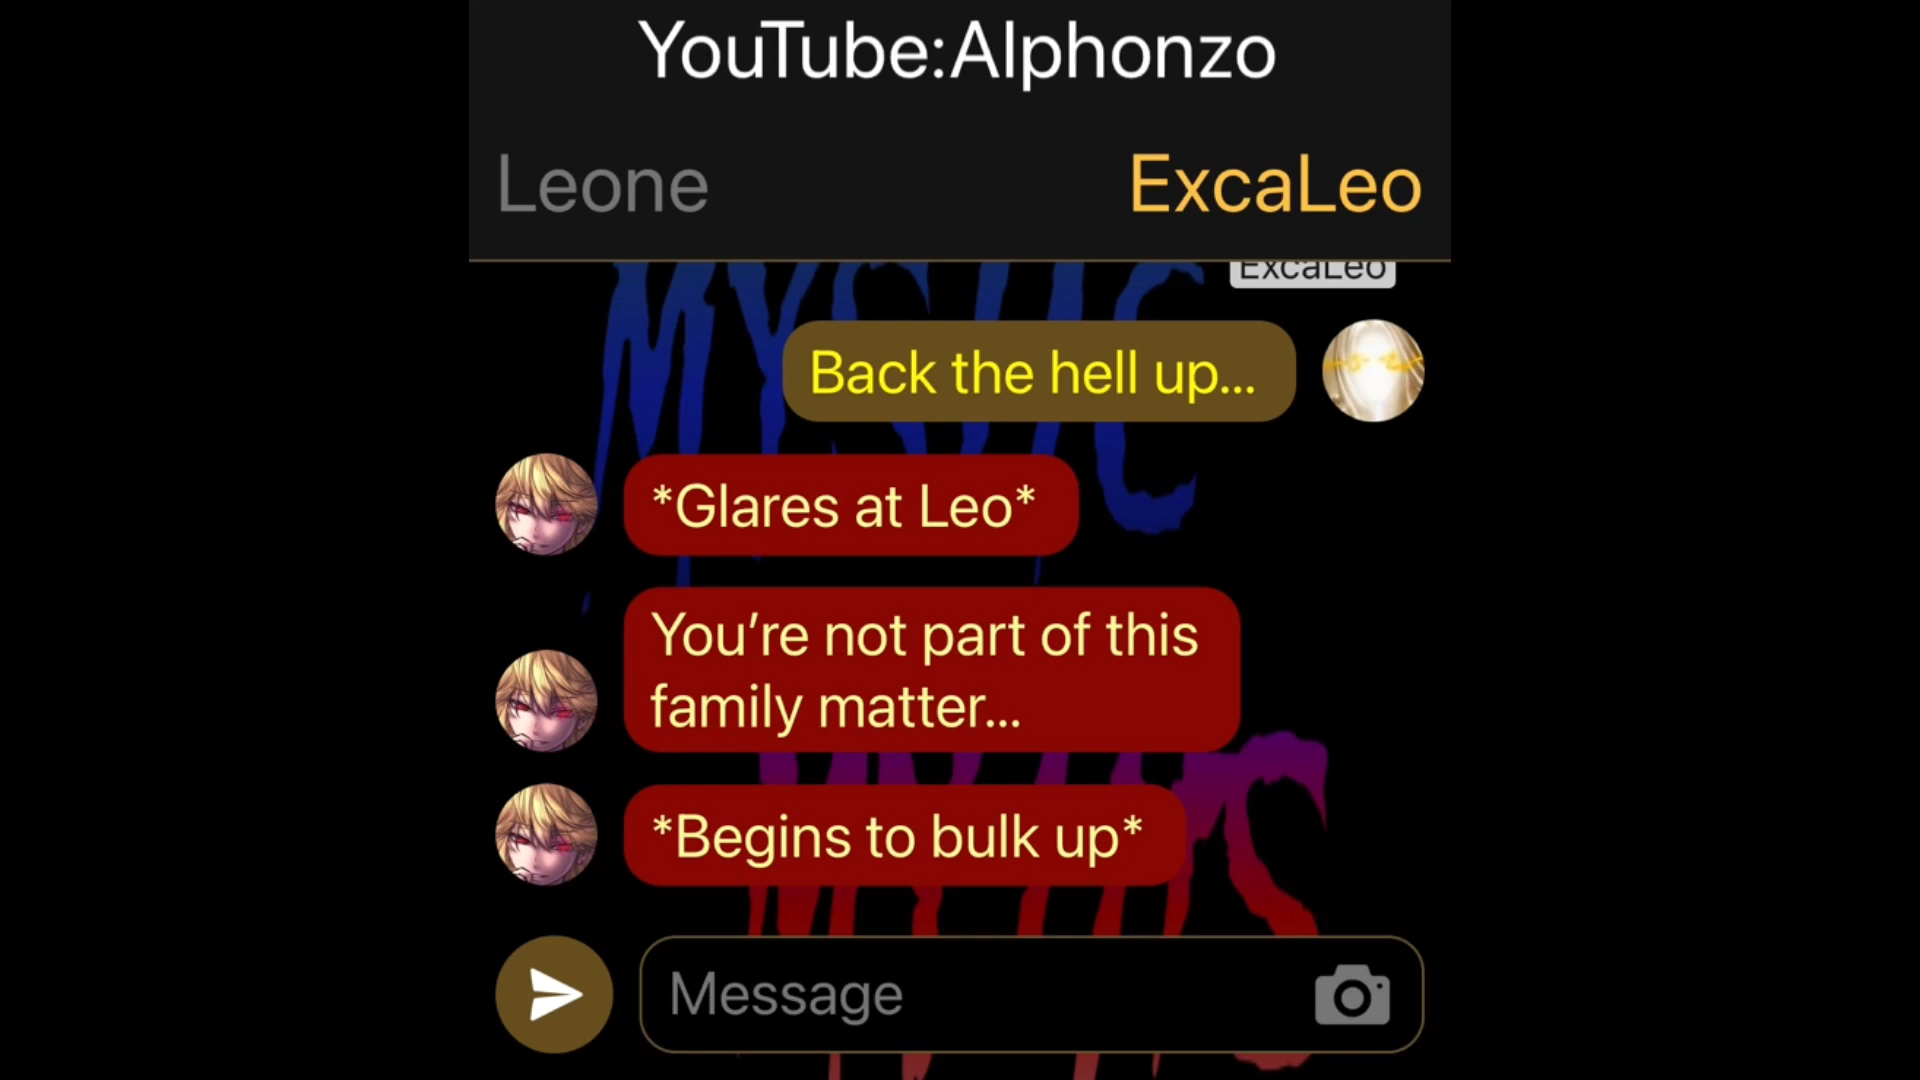 YouTube:Alphonzo
Leone
ExcaLeo
ExcaLeo
MYSTIC
Back the hell up...
*Glares at Leo*
You’re not part of this
family matter...
*Begins to bulk up*
Message